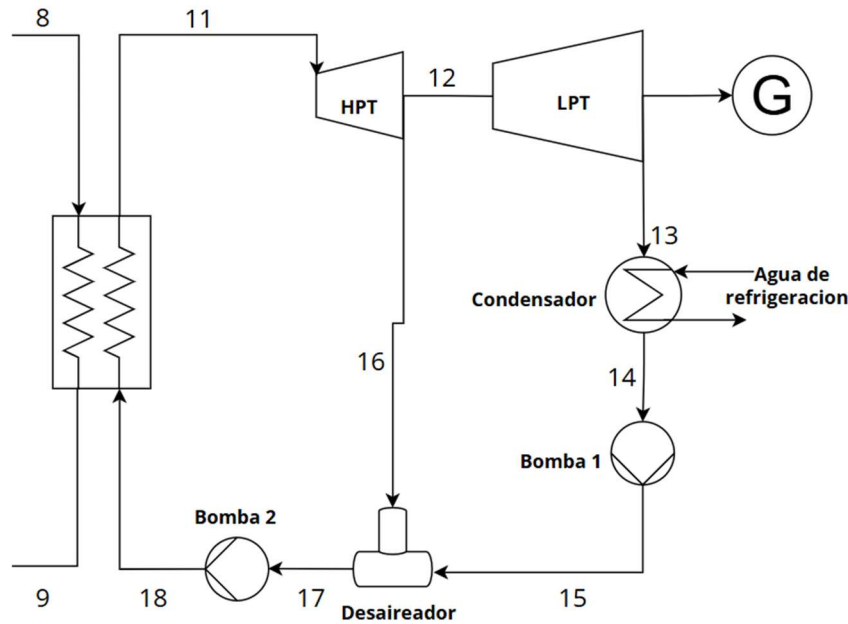 8
11
12
HPT
LPT
G
13
Condensador
Agua de
refrigeracion
16
14
Bomba 1
Bomba 2
9
18
17
15
Desaireador